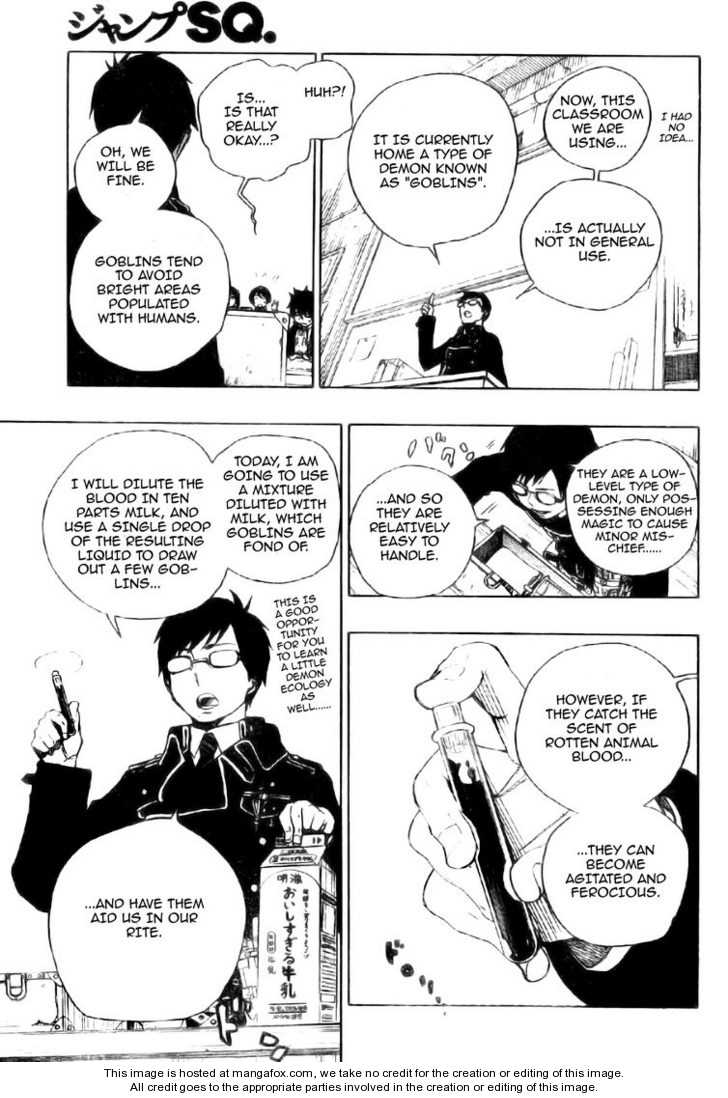 ジャンプSQ.
I HAD
NO
IDEA...
NOW, THIS
CLASSROOM
WE ARE
USING...
...IS ACTUALLY
NOT IN GENERAL
USE.
IT IS CURRENTLY
HOME A TYPE OF
DEMON KNOWN
AS "GOBLINS".
HUH?!
IS...
IS THAT
REALLY
OKAY...?
OH, WE
WILL BE
FINE.
GOBLINS TEND
TO AVOID
BRIGHT AREAS
POPULATED
WITH HUMANS.
THEY ARE A LOW-
LEVEL TYPE OF
DEMON, ONLY POS-
SESSING ENOUGH
MAGIC TO CAUSE
MINOR MIS-
CHIEF......
...AND SO
THEY ARE
RELATIVELY
EASY TO
HANDLE.
HOWEVER, IF
THEY CATCH THE
SCENT OF
ROTTEN ANIMAL
BLOOD...
...THEY CAN
BECOME
AGITATED AND
FEROCIOUS.
TODAY, I AM
GOING TO USE
A MIXTURE
DILUTED WITH
MILK, WHICH
GOBLINS ARE
FOND OF.
I WILL DILUTE THE
BLOOD IN TEN
PARTS MILK, AND
USE A SINGLE DROP
OF THE RESULTING
LIQUID TO DRAW
OUT A FEW GOB-
LINS...
THIS IS
A GOOD
OPPOR-
TUNITY
FOR YOU
TO LEARN
A LITTLE
DEMON
ECOLOGY
AS
WELL......
...AND HAVE THEM
AID US IN OUR
RITE.
おいしすぎる牛乳
This image is hosted at mangafox.com, we take no credit for the creation or editing of this image.
All credit goes to the appropriate parties involved in the creation or editing of this image.